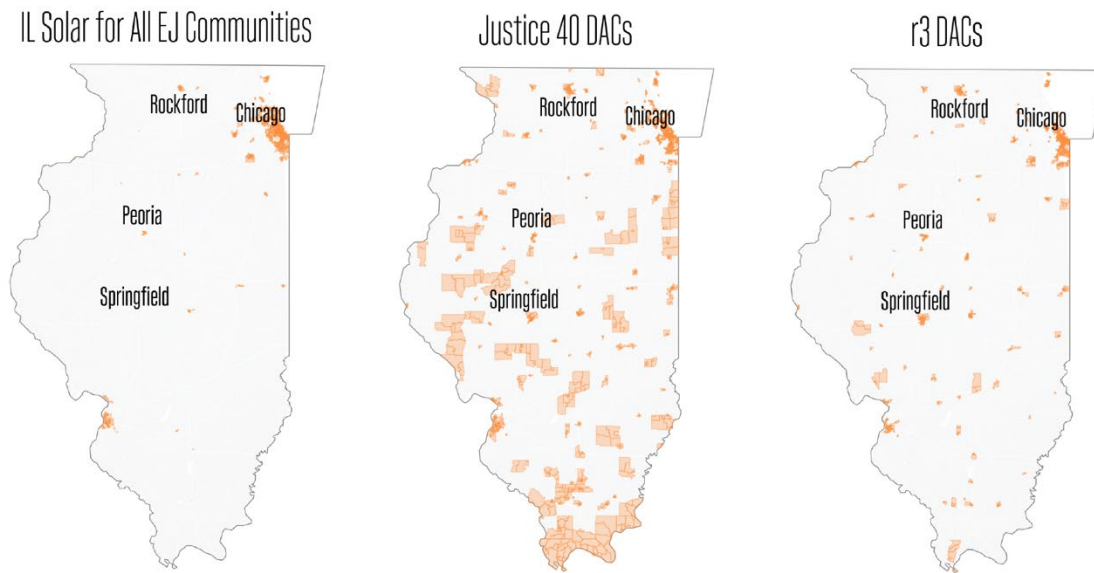 IL Solar for All EJ Communities
Rockford
Chicago
Peoria
Springfield
Justice 40 DACs
Rockford
Chicago
Peoria
Springfield
r3 DACs
Rockford
Chicago
Peoria
Springfield